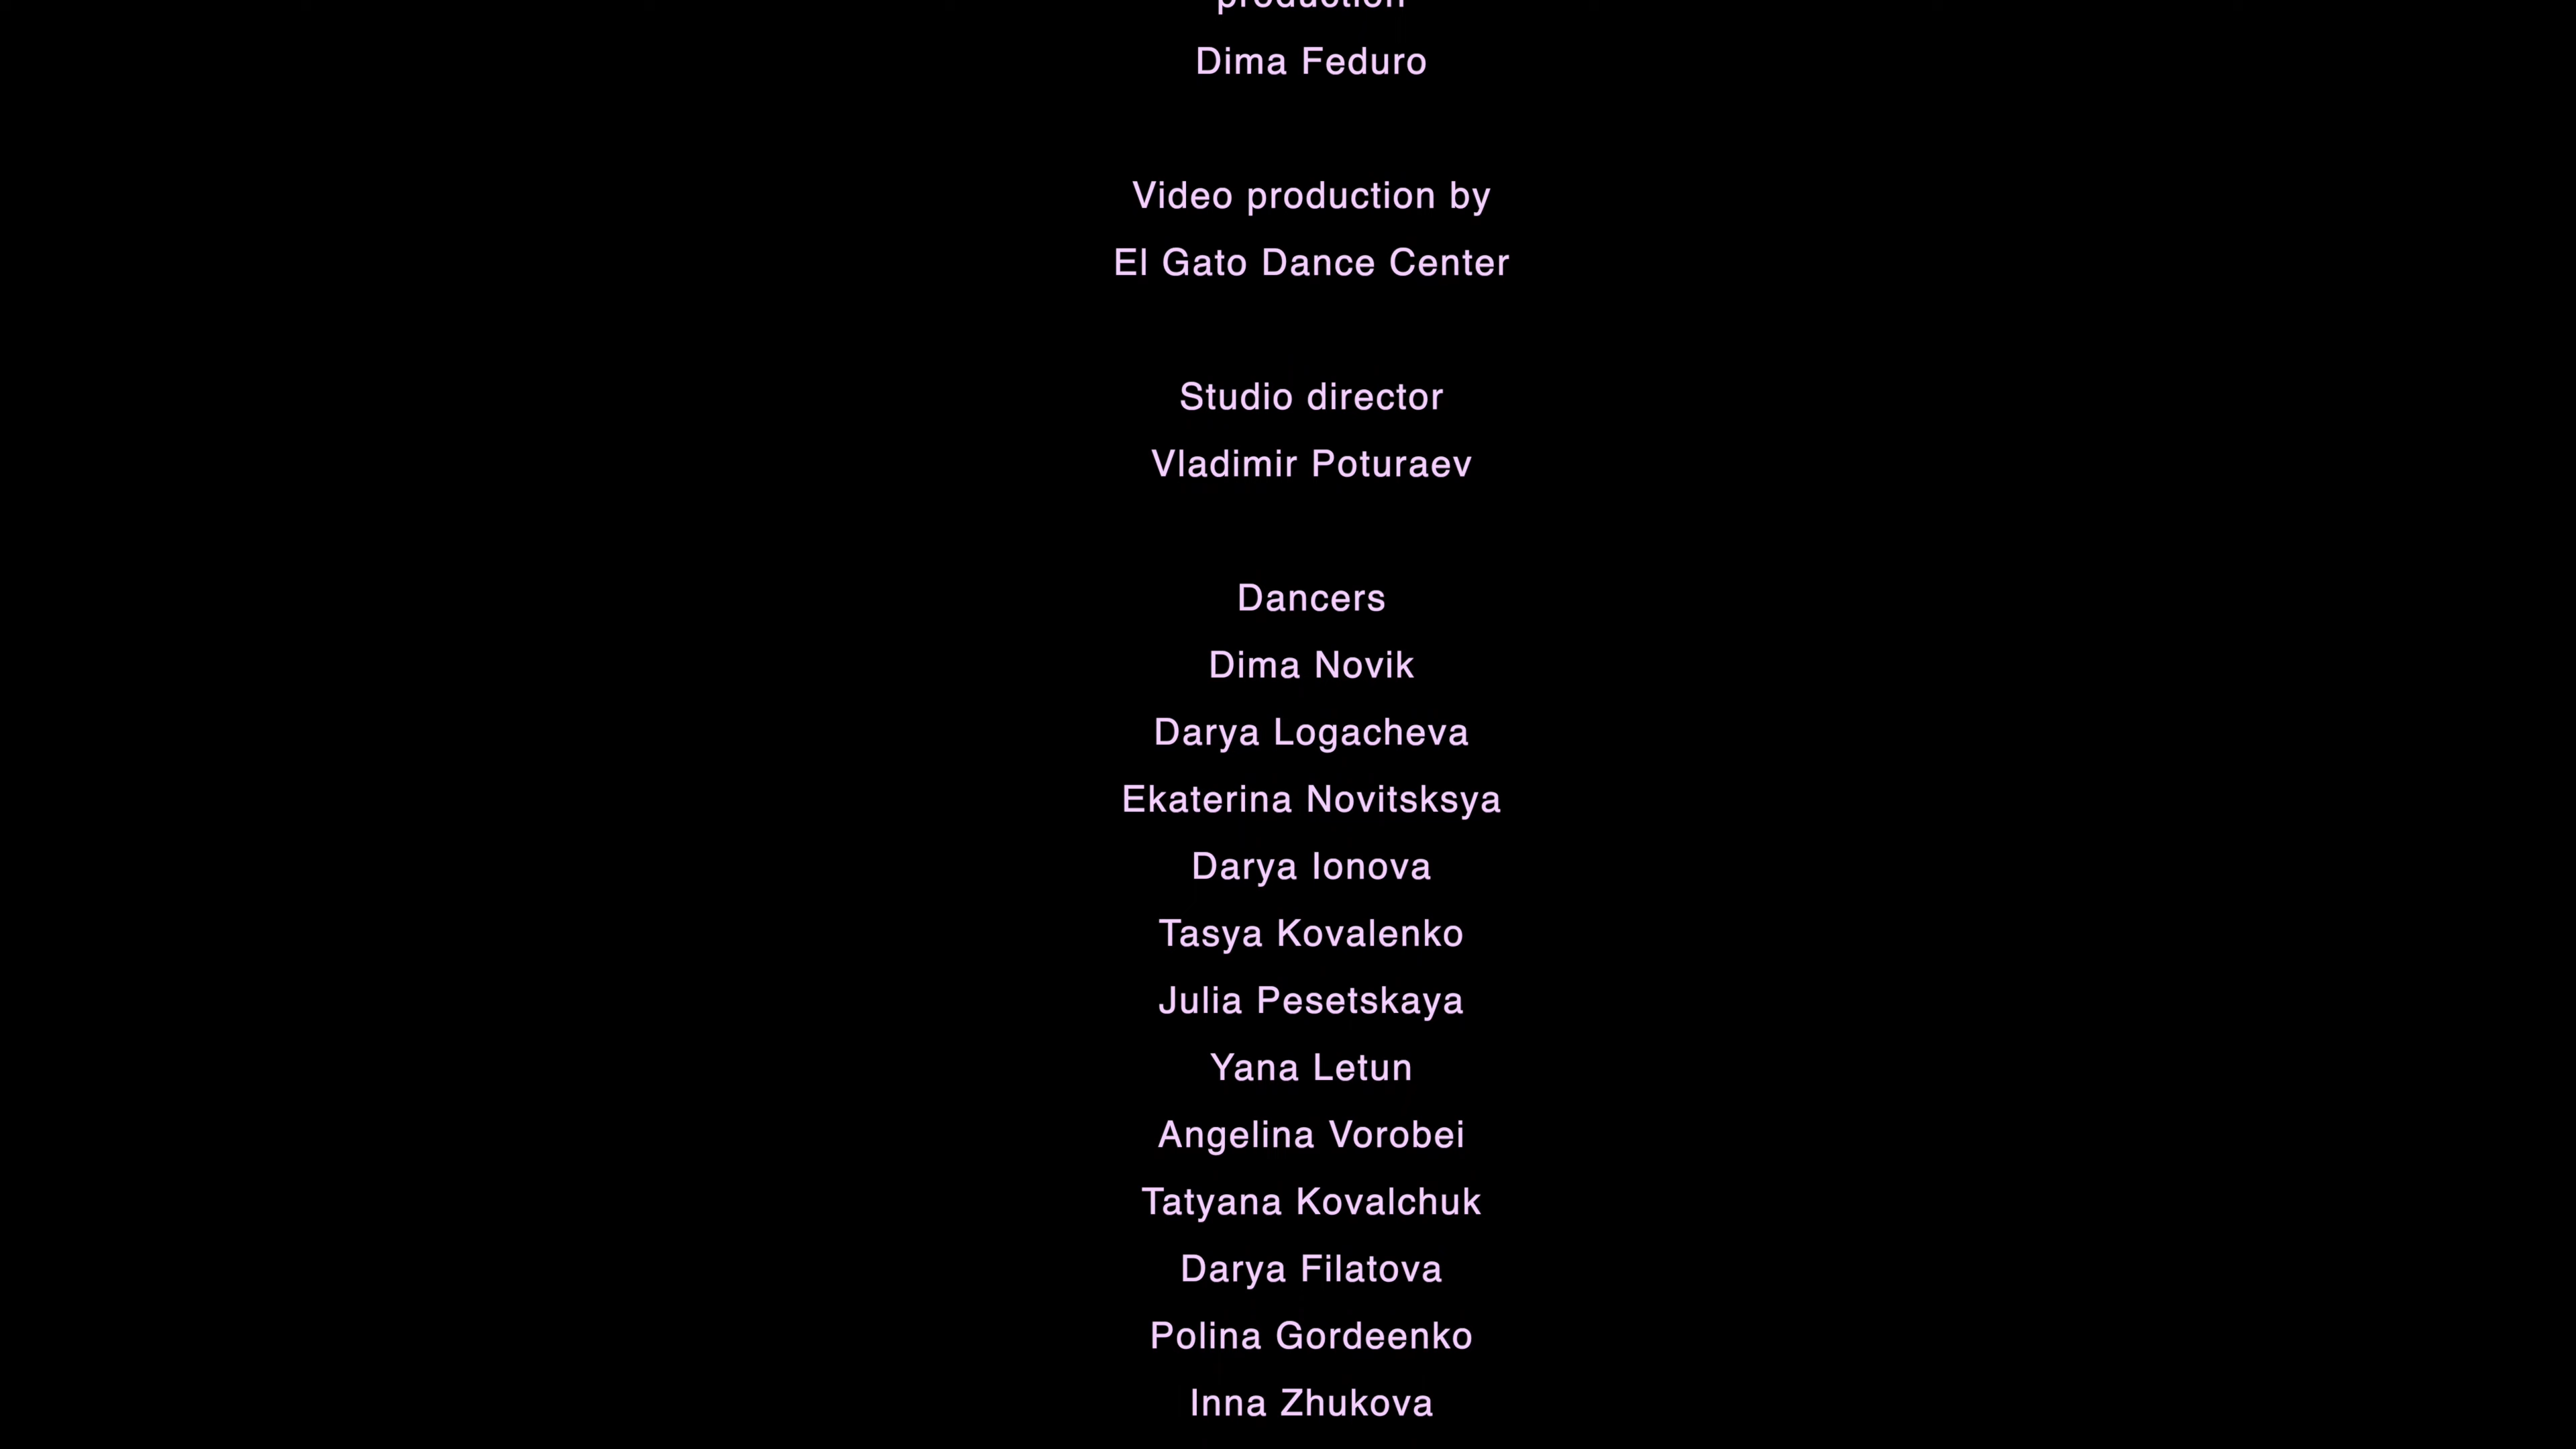 production
Dima Feduro
Video production by
El Gato Dance Center
Studio director
Vladimir Poturaev
Dancers
Dima Novik
Darya Logacheva
Ekaterina Novitsksya
Darya Ionova
Tasya Kovalenko
Julia Pesetskaya
Yana Letun
Angelina Vorobei
Tatyana Kovalchuk
Darya Filatova
Polina Gordeenko
Inna Zhukova